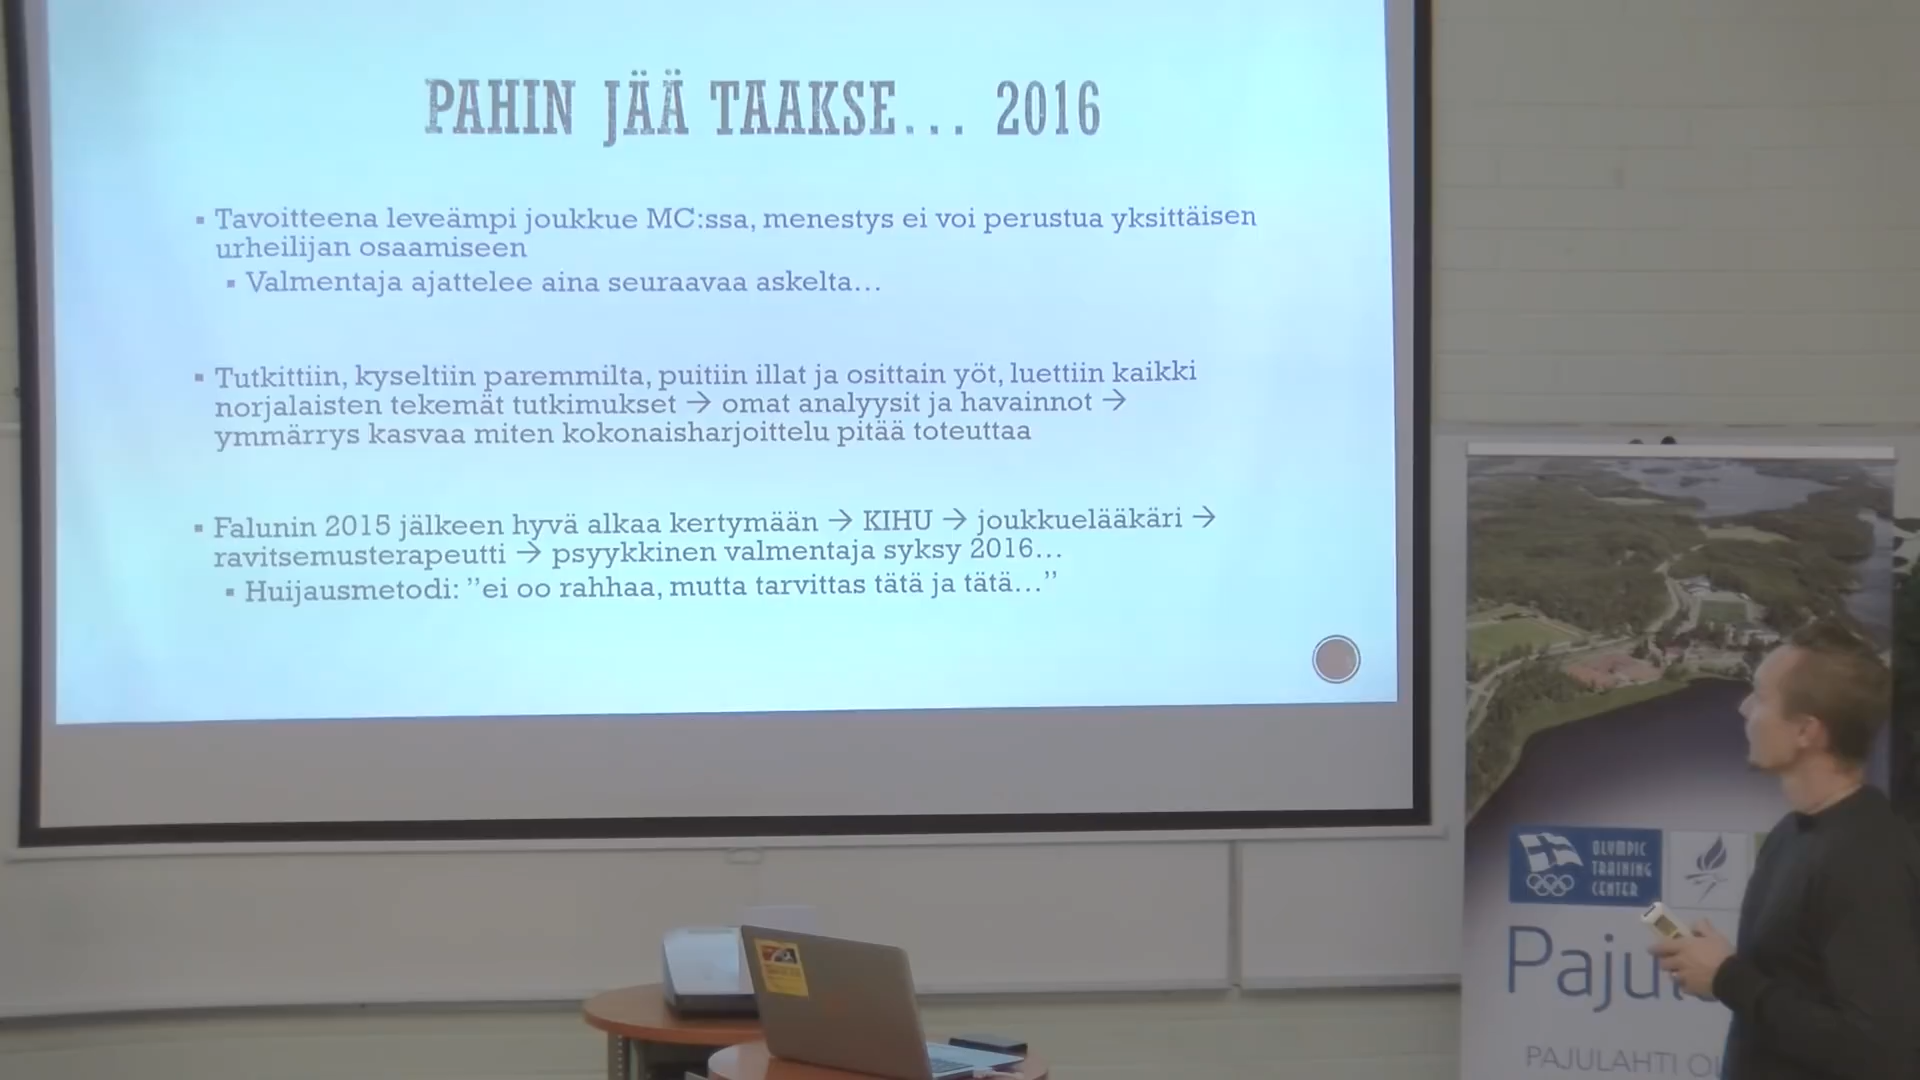 PAHIN JÄÄ TAAKSE... 2016
▪ Tavoitteena leveämpi joukkue MC:ssa, menestys ei voi perustua yksittäisen
urheilijan osaamiseen
▪ Valmentaja ajattelee aina seuraavaa askelta...
▪ Tutkittiin, kyseltiin paremmilta, puitiin illat ja osittain yöt, luettiin kaikki
norjalaisten tekemät tutkimukset → omat analyysit ja havainnot →
ymmärrys kasvaa miten kokonaisharjoittelu pitää toteuttaa
▪ Falunin 2015 jälkeen hyvä alkaa kertymään → KIHU → joukkuelääkäri →
ravitsemusterapeutti → psyykkinen valmentaja syksy 2016...
▪ Huijausmetodi: ”ei oo rahhaa, mutta tarvittas tätä ja tätä...”
OLYMPIC
TRAINING
CENTER
Paju
PAJULAHTI